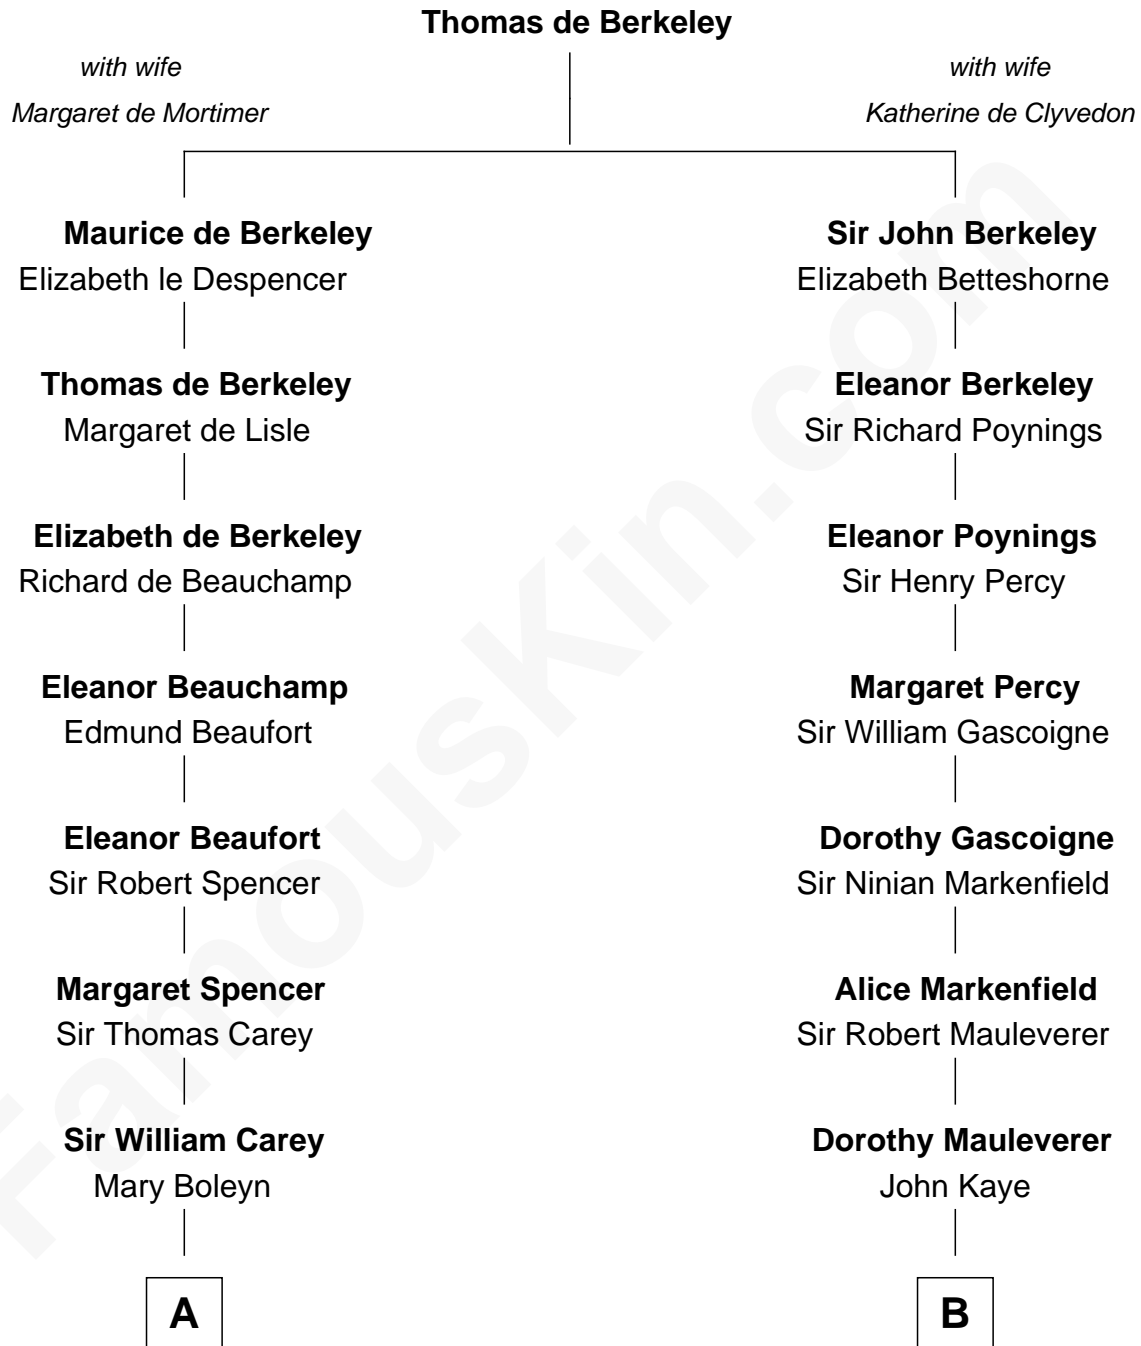 Thomas de Berkeley
with wife
Margaret de Mortimer
with wife
Katherine de Clyvedon
Maurice de Berkeley
Elizabeth le Despencer
Thomas de Berkeley
Margaret de Lisle
Elizabeth de Berkeley
Richard de Beauchamp
Eleanor Beauchamp
Edmund Beaufort
Eleanor Beaufort
Sir Robert Spencer
Margaret Spencer
Sir Thomas Carey
Sir William Carey
Mary Boleyn
A
Sir John Berkeley
Elizabeth Betteshorne
Eleanor Berkeley
Sir Richard Poynings
Eleanor Poynings
Sir Henry Percy
Margaret Percy
Sir William Gascoigne
Dorothy Gascoigne
Sir Ninian Markenfield
Alice Markenfield
Sir Robert Mauleverer
Dorothy Mauleverer
John Kaye
B
FamousKin.com